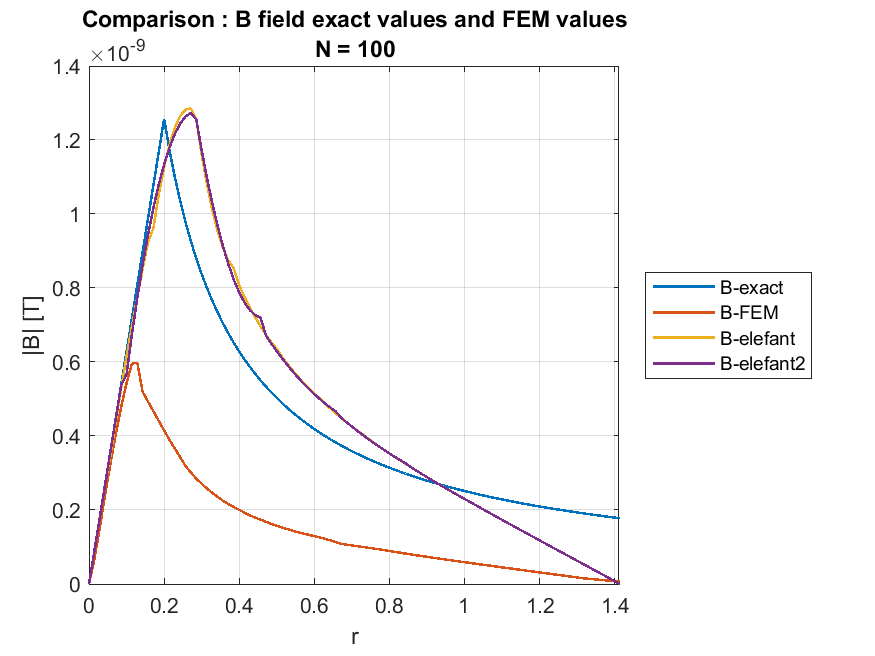 Comparison : B field exact values and FEM values
N = 100
×10-9
1.4
1.2
1
0.8
0.6
0.4
0.2
0
|B| [T]
0 0.2 0.4 0.6 0.8 1 1.2 1.4
r
B-exact
B-FEM
B-elefant
B-elefant2